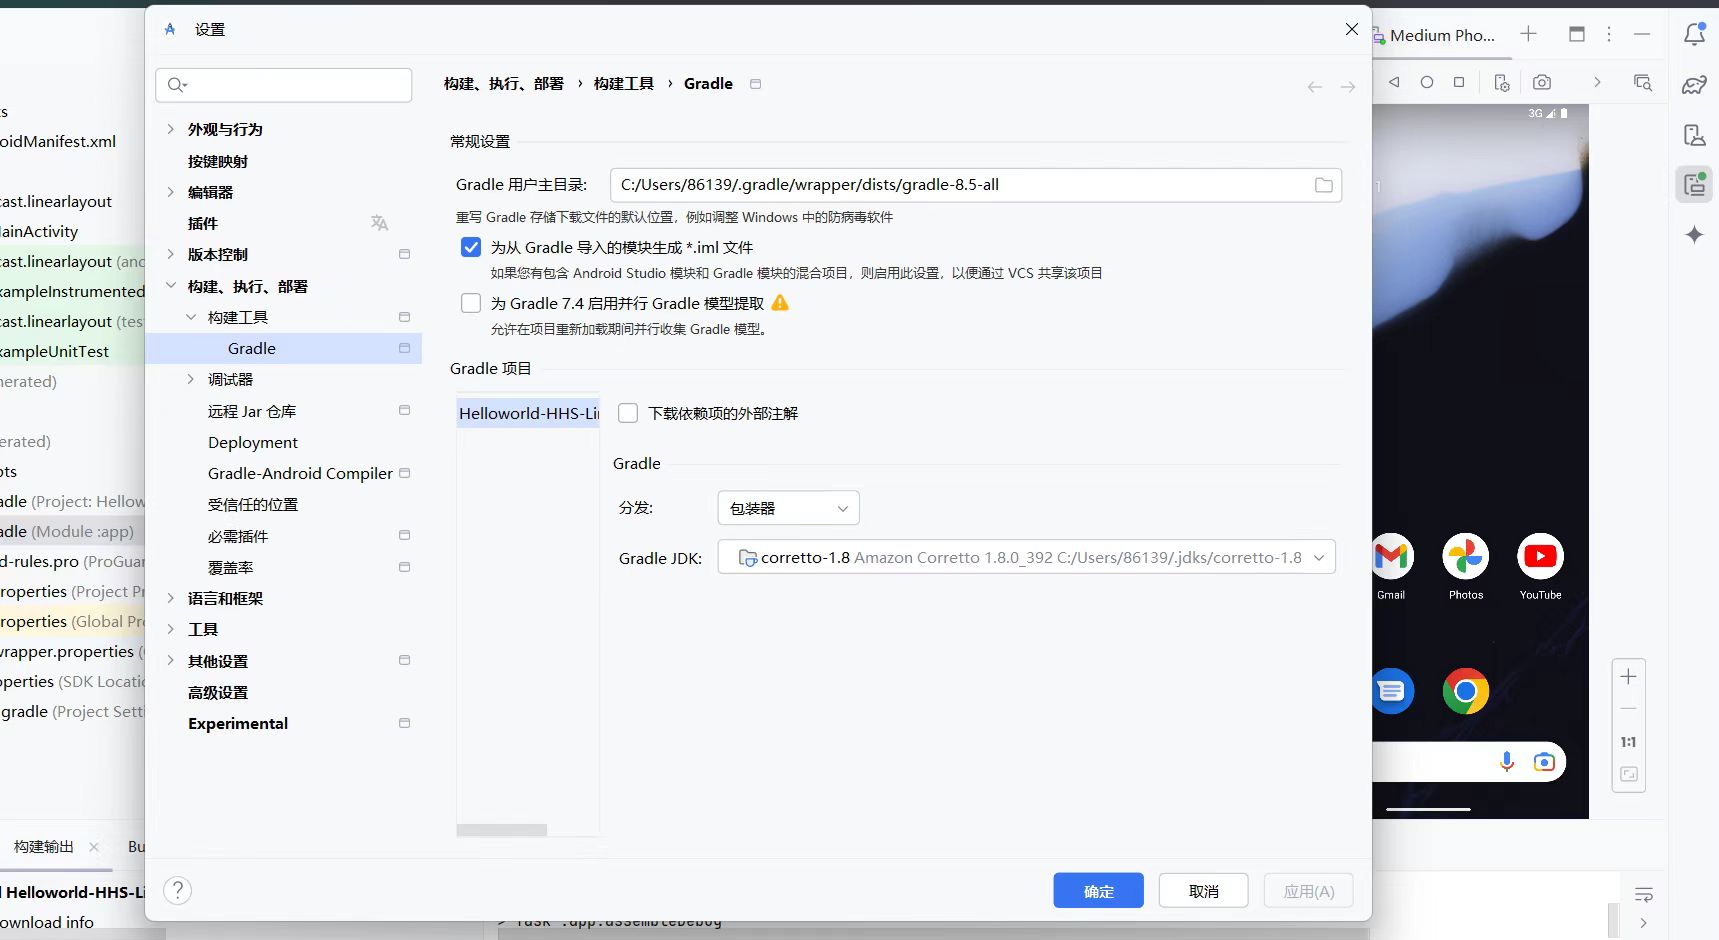 设置
构建、执行、部署 › 构建工具 › Gradle
外观与行为
按键映射
编辑器
插件
版本控制
构建、执行、部署
构建工具
Gradle
调试器
远程 Jar 仓库
Deployment
Gradle-Android Compiler
受信任的位置
必需插件
覆盖率
语言和框架
工具
其他设置
高级设置
Experimental
常规设置
Gradle 用户主目录: C:/Users/86139/.gradle/wrapper/dists/gradle-8.5-all
重写 Gradle 存储下载文件的默认位置，例如调整 Windows 中的防病毒软件
为从 Gradle 导入的模块生成 *.iml 文件
如果您有包含 Android Studio 模块和 Gradle 模块的混合项目，则启用此设置，以便通过 VCS 共享该项目
为 Gradle 7.4 启用并行 Gradle 模型提取
允许在项目重新加载期间并行收集 Gradle 模型。
Gradle 项目
Helloworld-HHS-Li
下载依赖项的外部注解
Gradle
分发: 包装器
Gradle JDK: corretto-1.8 Amazon Corretto 1.8.0_392 C:/Users/86139/.jdks/corretto-1.8
?
确定 取消 应用(A)
ts
oidManifest.xml
cast.linearlayout
MainActivity
cast.linearlayout (and
xampleInstrumented
cast.linearlayout (tes
xampleUnitTest
nerated)
erated)
pts
adle (Project: Hellow
adle (Module :app)
d-rules.pro (ProGuar
roperties (Project Pr
roperties (Global Pro
wrapper.properties (
operties (SDK Locatio
gradle (Project Setti
构建输出 Bu
Helloworld-HHS-Li
ownload info
> Task :app:assembleDebug
Medium Pho...
3G
1
Gmail
Photos
YouTube
1:1